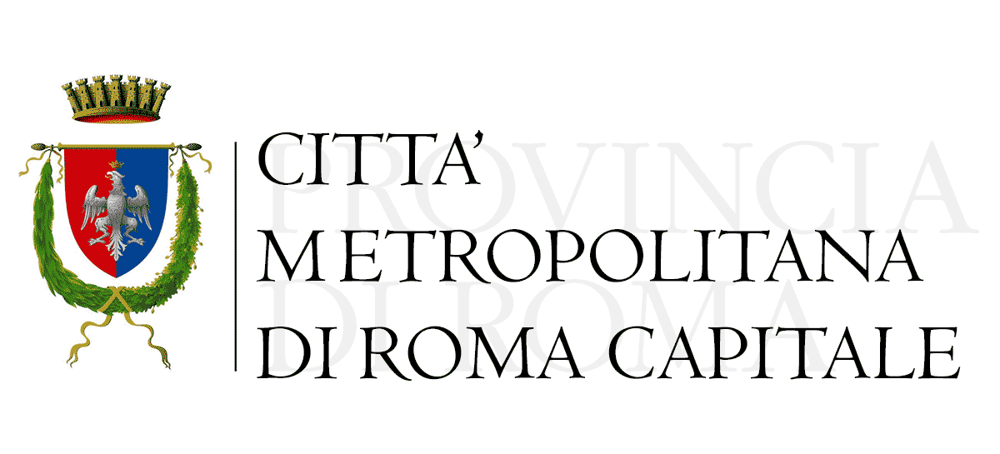 CITTA'
METROPOLITANA
DI ROMA CAPITALE
PROVINCIA
DI ROMA